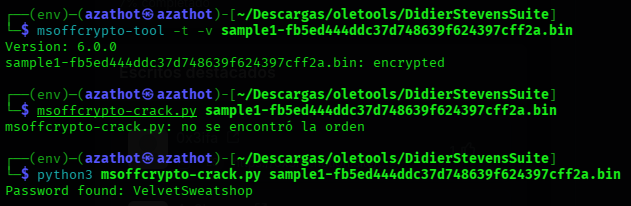 ┌──(env)─(azathot㉿azathot)-[~/Descargas/oletools/DidierStevensSuite]
└─$ msoffcrypto-tool -t -v sample1-fb5ed444ddc37d748639f624397cff2a.bin
Version: 6.0.0
sample1-fb5ed444ddc37d748639f624397cff2a.bin: encrypted
┌──(env)─(azathot㉿azathot)-[~/Descargas/oletools/DidierStevensSuite]
└─$ msoffcrypto-crack.py sample1-fb5ed444ddc37d748639f624397cff2a.bin
msoffcrypto-crack.py: no se encontró la orden
┌──(env)─(azathot㉿azathot)-[~/Descargas/oletools/DidierStevensSuite]
└─$ python3 msoffcrypto-crack.py sample1-fb5ed444ddc37d748639f624397cff2a.bin
Password found: VelvetSweatshop